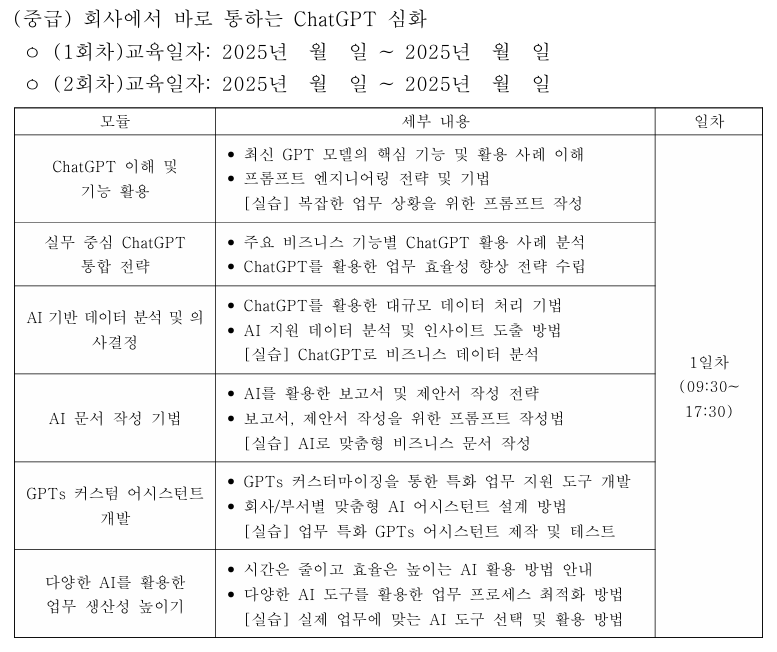 (중급) 회사에서 바로 통하는 ChatGPT 심화
ㅇ (1회차)교육일자: 2025년 월 일 ~ 2025년 월 일
ㅇ (2회차)교육일자: 2025년 월 일 ~ 2025년 월 일
모듈 세부 내용 일차
ChatGPT 이해 및
기능 활용
• 최신 GPT 모델의 핵심 기능 및 활용 사례 이해
• 프롬프트 엔지니어링 전략 및 기법
[실습] 복잡한 업무 상황을 위한 프롬프트 작성
실무 중심 ChatGPT
통합 전략
• 주요 비즈니스 기능별 ChatGPT 활용 사례 분석
• ChatGPT를 활용한 업무 효율성 향상 전략 수립
AI 기반 데이터 분석 및 의
사결정
• ChatGPT를 활용한 대규모 데이터 처리 기법
• AI 지원 데이터 분석 및 인사이트 도출 방법
[실습] ChatGPT로 비즈니스 데이터 분석
AI 문서 작성 기법
• AI를 활용한 보고서 및 제안서 작성 전략
• 보고서, 제안서 작성을 위한 프롬프트 작성법
[실습] AI로 맞춤형 비즈니스 문서 작성
GPTs 커스텀 어시스턴트
개발
• GPTs 커스터마이징을 통한 특화 업무 지원 도구 개발
• 회사/부서별 맞춤형 AI 어시스턴트 설계 방법
[실습] 업무 특화 GPTs 어시스턴트 제작 및 테스트
다양한 AI를 활용한
업무 생산성 높이기
• 시간은 줄이고 효율은 높이는 AI 활용 방법 안내
• 다양한 AI 도구를 활용한 업무 프로세스 최적화 방법
[실습] 실제 업무에 맞는 AI 도구 선택 및 활용 방법
1일차
(09:30~
17:30)